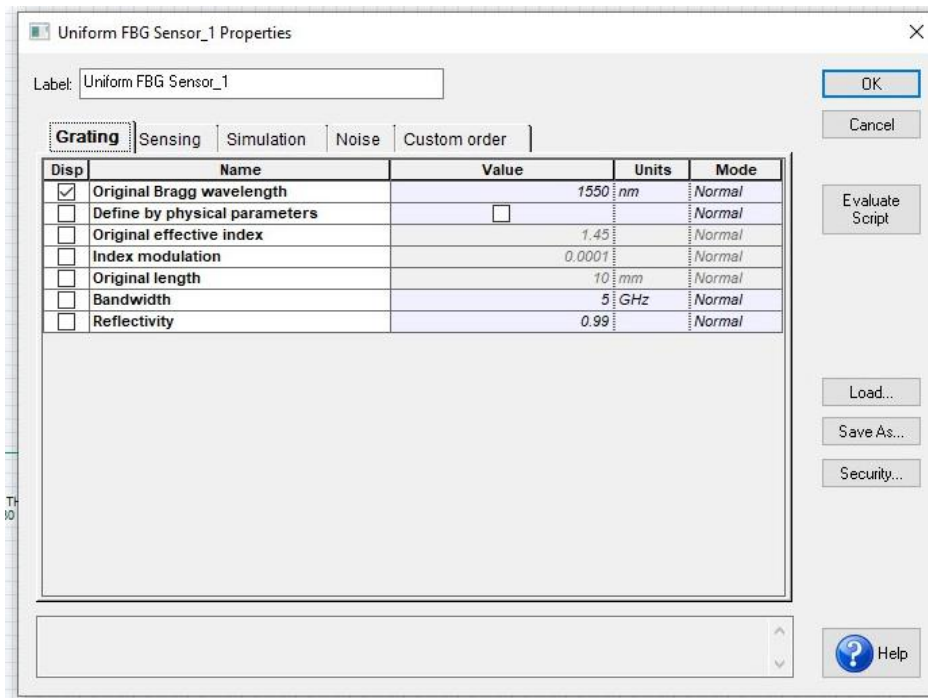 Uniform FBG Sensor_1 Properties
Label: Uniform FBG Sensor_1
OK
Cancel
Grating Sensing Simulation Noise Custom order
Disp Name Value Units Mode
Original Bragg wavelength 1550 nm Normal
Define by physical parameters Normal
Original effective index 1.45 Normal
Index modulation 0.0001 Normal
Original length 10 mm Normal
Bandwidth 5 GHz Normal
Reflectivity 0.99 Normal
Evaluate
Script
Load...
Save As...
Security...
Help